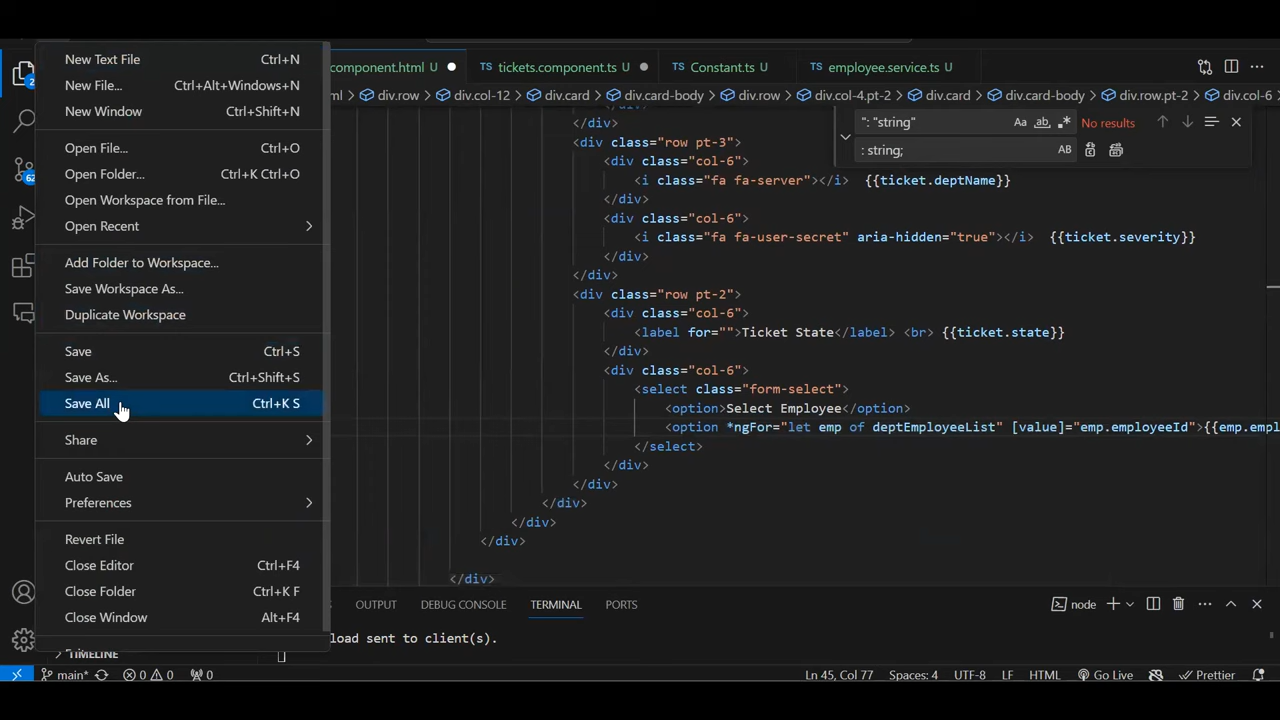 New Text File Ctrl+N
New File... Ctrl+Alt+Windows+N
New Window Ctrl+Shift+N
Open File... Ctrl+O
Open Folder... Ctrl+K Ctrl+O
Open Workspace from File...
Open Recent
Add Folder to Workspace...
Save Workspace As...
Duplicate Workspace
Save Ctrl+S
Save As... Ctrl+Shift+S
Save All Ctrl+K S
Share
Auto Save
Preferences
Revert File
Close Editor Ctrl+F4
Close Folder Ctrl+K F
Close Window Alt+F4
TIMELINE
component.html U tickets.component.ts U Constant.ts U employee.service.ts U
ml div.row div.col-12 div.card div.card-body div.row div.col-4.pt-2 div.card div.card-body div.row.pt-2 div.col-6
": "string" Aa ab .* No results
: string; AB
</div>
</div>
<div class="row pt-3">
<div class="col-6">
<i class="fa fa-server"></i> {{ticket.deptName}}
</div>
<div class="col-6">
<i class="fa fa-user-secret" aria-hidden="true"></i> {{ticket.severity}}
</div>
</div>
<div class="row pt-2">
<div class="col-6">
<label for="">Ticket State</label> <br> {{ticket.state}}
</div>
<div class="col-6">
<select class="form-select">
<option>Select Employee</option>
<option *ngFor="let emp of deptEmployeeList" [value]="emp.employeeId">{{emp.empl
</select>
</div>
</div>
</div>
</div>
</div>
</div>
OUTPUT DEBUG CONSOLE TERMINAL PORTS node
load sent to client(s).
main* 0 0 0 Ln 45, Col 77 Spaces: 4 UTF-8 LF HTML Go Live Prettier